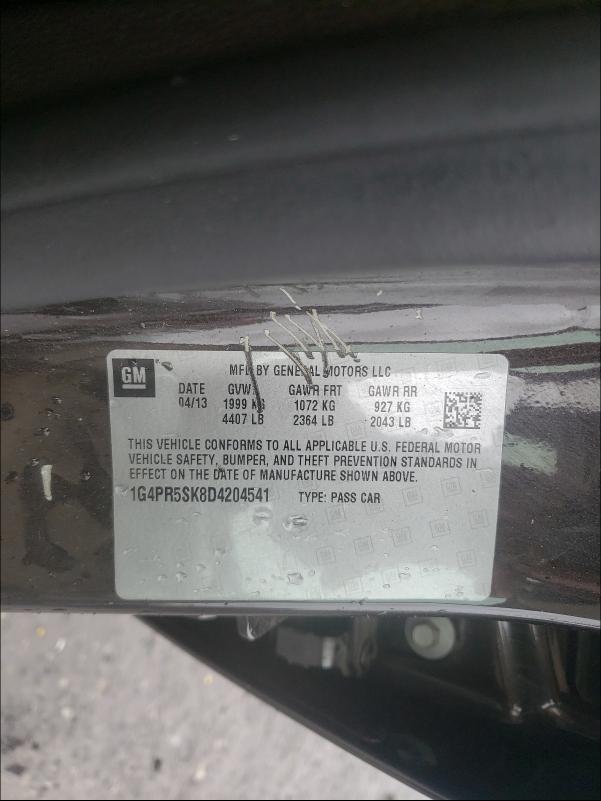 GM
MFD BY GENERAL MOTORS LLC
DATE GVWR GAWR FRT GAWR RR
04/13 1999 KG 1072 KG 927 KG
4407 LB 2364 LB 2043 LB
THIS VEHICLE CONFORMS TO ALL APPLICABLE U.S. FEDERAL MOTOR
VEHICLE SAFETY, BUMPER, AND THEFT PREVENTION STANDARDS IN
EFFECT ON THE DATE OF MANUFACTURE SHOWN ABOVE.
1G4PR5SK8D4204541 TYPE: PASS CAR